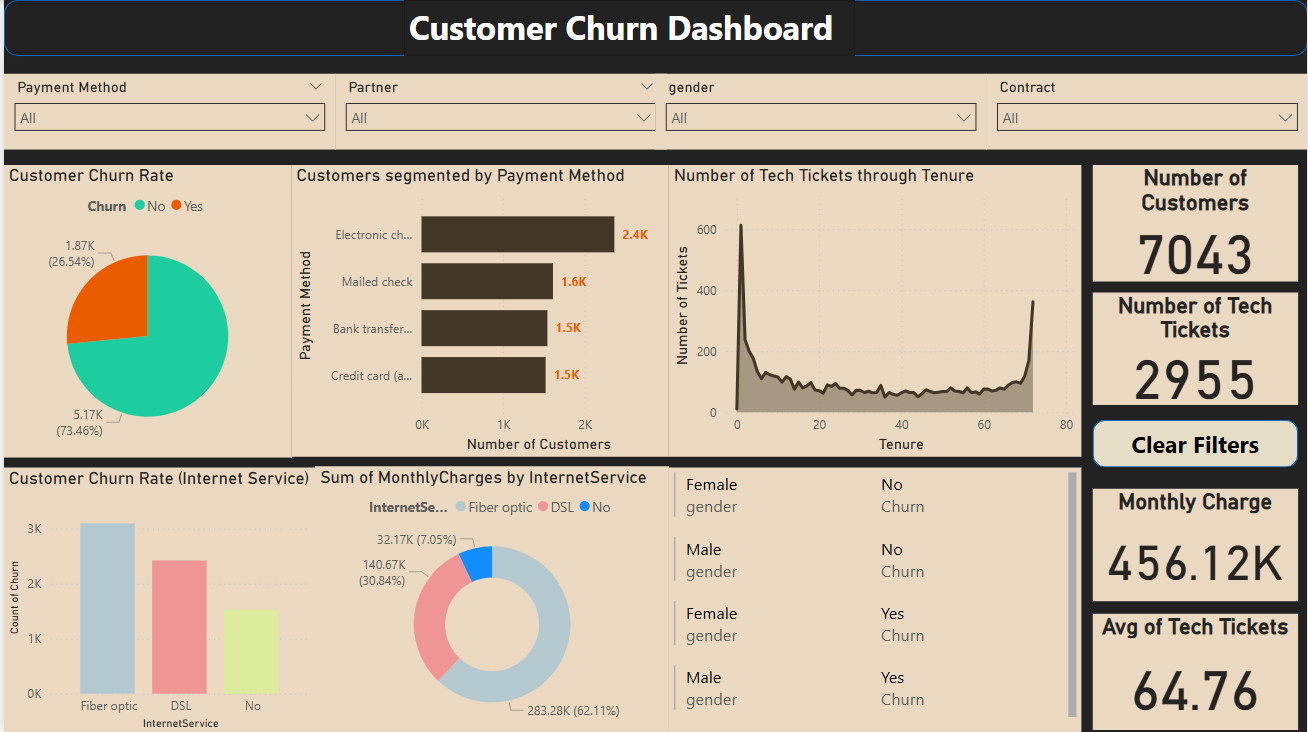 Customer Churn Dashboard
Payment Method
All
Partner
All
gender
All
Contract
All
Customer Churn Rate
Churn No Yes
1.87K
(26.54%)
5.17K
(73.46%)
Customers segmented by Payment Method
Payment Method
Electronic ch...
2.4K
Mailed check
1.6K
Bank transfer...
1.5K
Credit card (a...
1.5K
0K 1K 2K
Number of Customers
Number of Tech Tickets through Tenure
Number of Tickets
600
400
200
0
0 20 40 60 80
Tenure
Number of
Customers
7043
Number of Tech
Tickets
2955
Clear Filters
Monthly Charge
456.12K
Avg of Tech Tickets
64.76
Customer Churn Rate (Internet Service)
Count of Churn
3K
2K
1K
0K
Fiber optic DSL No
InternetService
Sum of MonthlyCharges by InternetService
InternetSe... Fiber optic DSL No
32.17K (7.05%)
140.67K
(30.84%)
283.28K (62.11%)
Female No
gender Churn
Male No
gender Churn
Female Yes
gender Churn
Male Yes
gender Churn